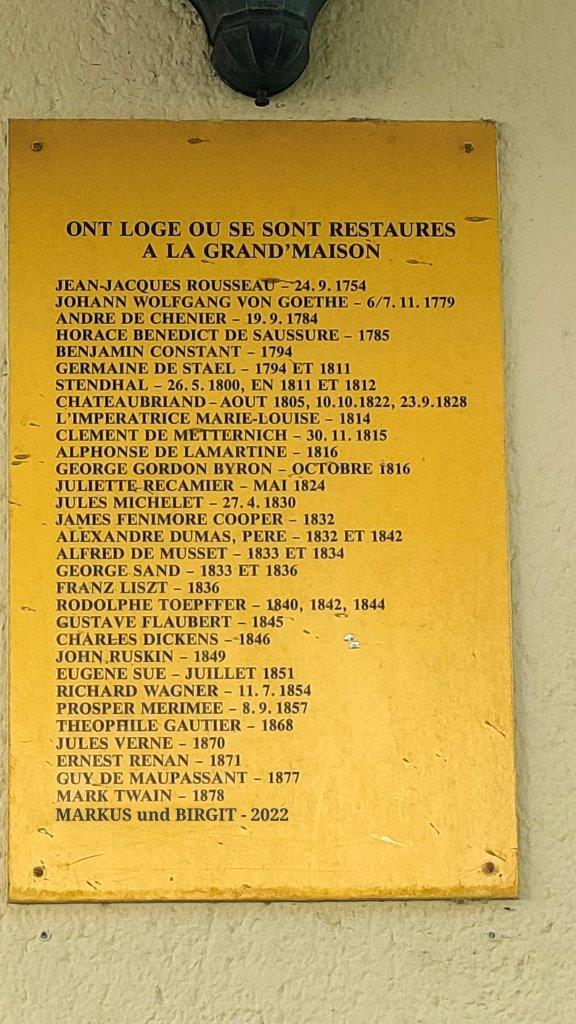 ONT LOGE OU SE SONT RESTAURES
A LA GRAND'MAISON
JEAN-JACQUES ROUSSEAU – 24.9.1754
JOHANN WOLFGANG VON GOETHE – 6/7.11.1779
ANDRE DE CHENIER – 19.9.1784
HORACE BENEDICT DE SAUSSURE – 1785
BENJAMIN CONSTANT – 1794
GERMAINE DE STAEL – 1794 ET 1811
STENDHAL – 26.5.1800, EN 1811 ET 1812
CHATEAUBRIAND – AOUT 1805, 10.10.1822, 23.9.1828
L'IMPERATRICE MARIE-LOUISE – 1814
CLEMENT DE METTERNICH – 30.11.1815
ALPHONSE DE LAMARTINE – 1816
GEORGE GORDON BYRON – OCTOBRE 1816
JULIETTE RECAMIER – MAI 1824
JULES MICHELET – 27.4.1830
JAMES FENIMORE COOPER – 1832
ALEXANDRE DUMAS, PERE – 1832 ET 1842
ALFRED DE MUSSET – 1833 ET 1834
GEORGE SAND – 1833 ET 1836
FRANZ LISZT – 1836
RODOLPHE TOEPFFER – 1840, 1842, 1844
GUSTAVE FLAUBERT – 1845
CHARLES DICKENS – 1846
JOHN RUSKIN – 1849
EUGENE SUE – JUILLET 1851
RICHARD WAGNER – 11.7.1854
PROSPER MERIMEE – 8.9.1857
THEOPHILE GAUTIER – 1868
JULES VERNE – 1870
ERNEST RENAN – 1871
GUY DE MAUPASSANT – 1877
MARK TWAIN – 1878
MARKUS und BIRGIT - 2022